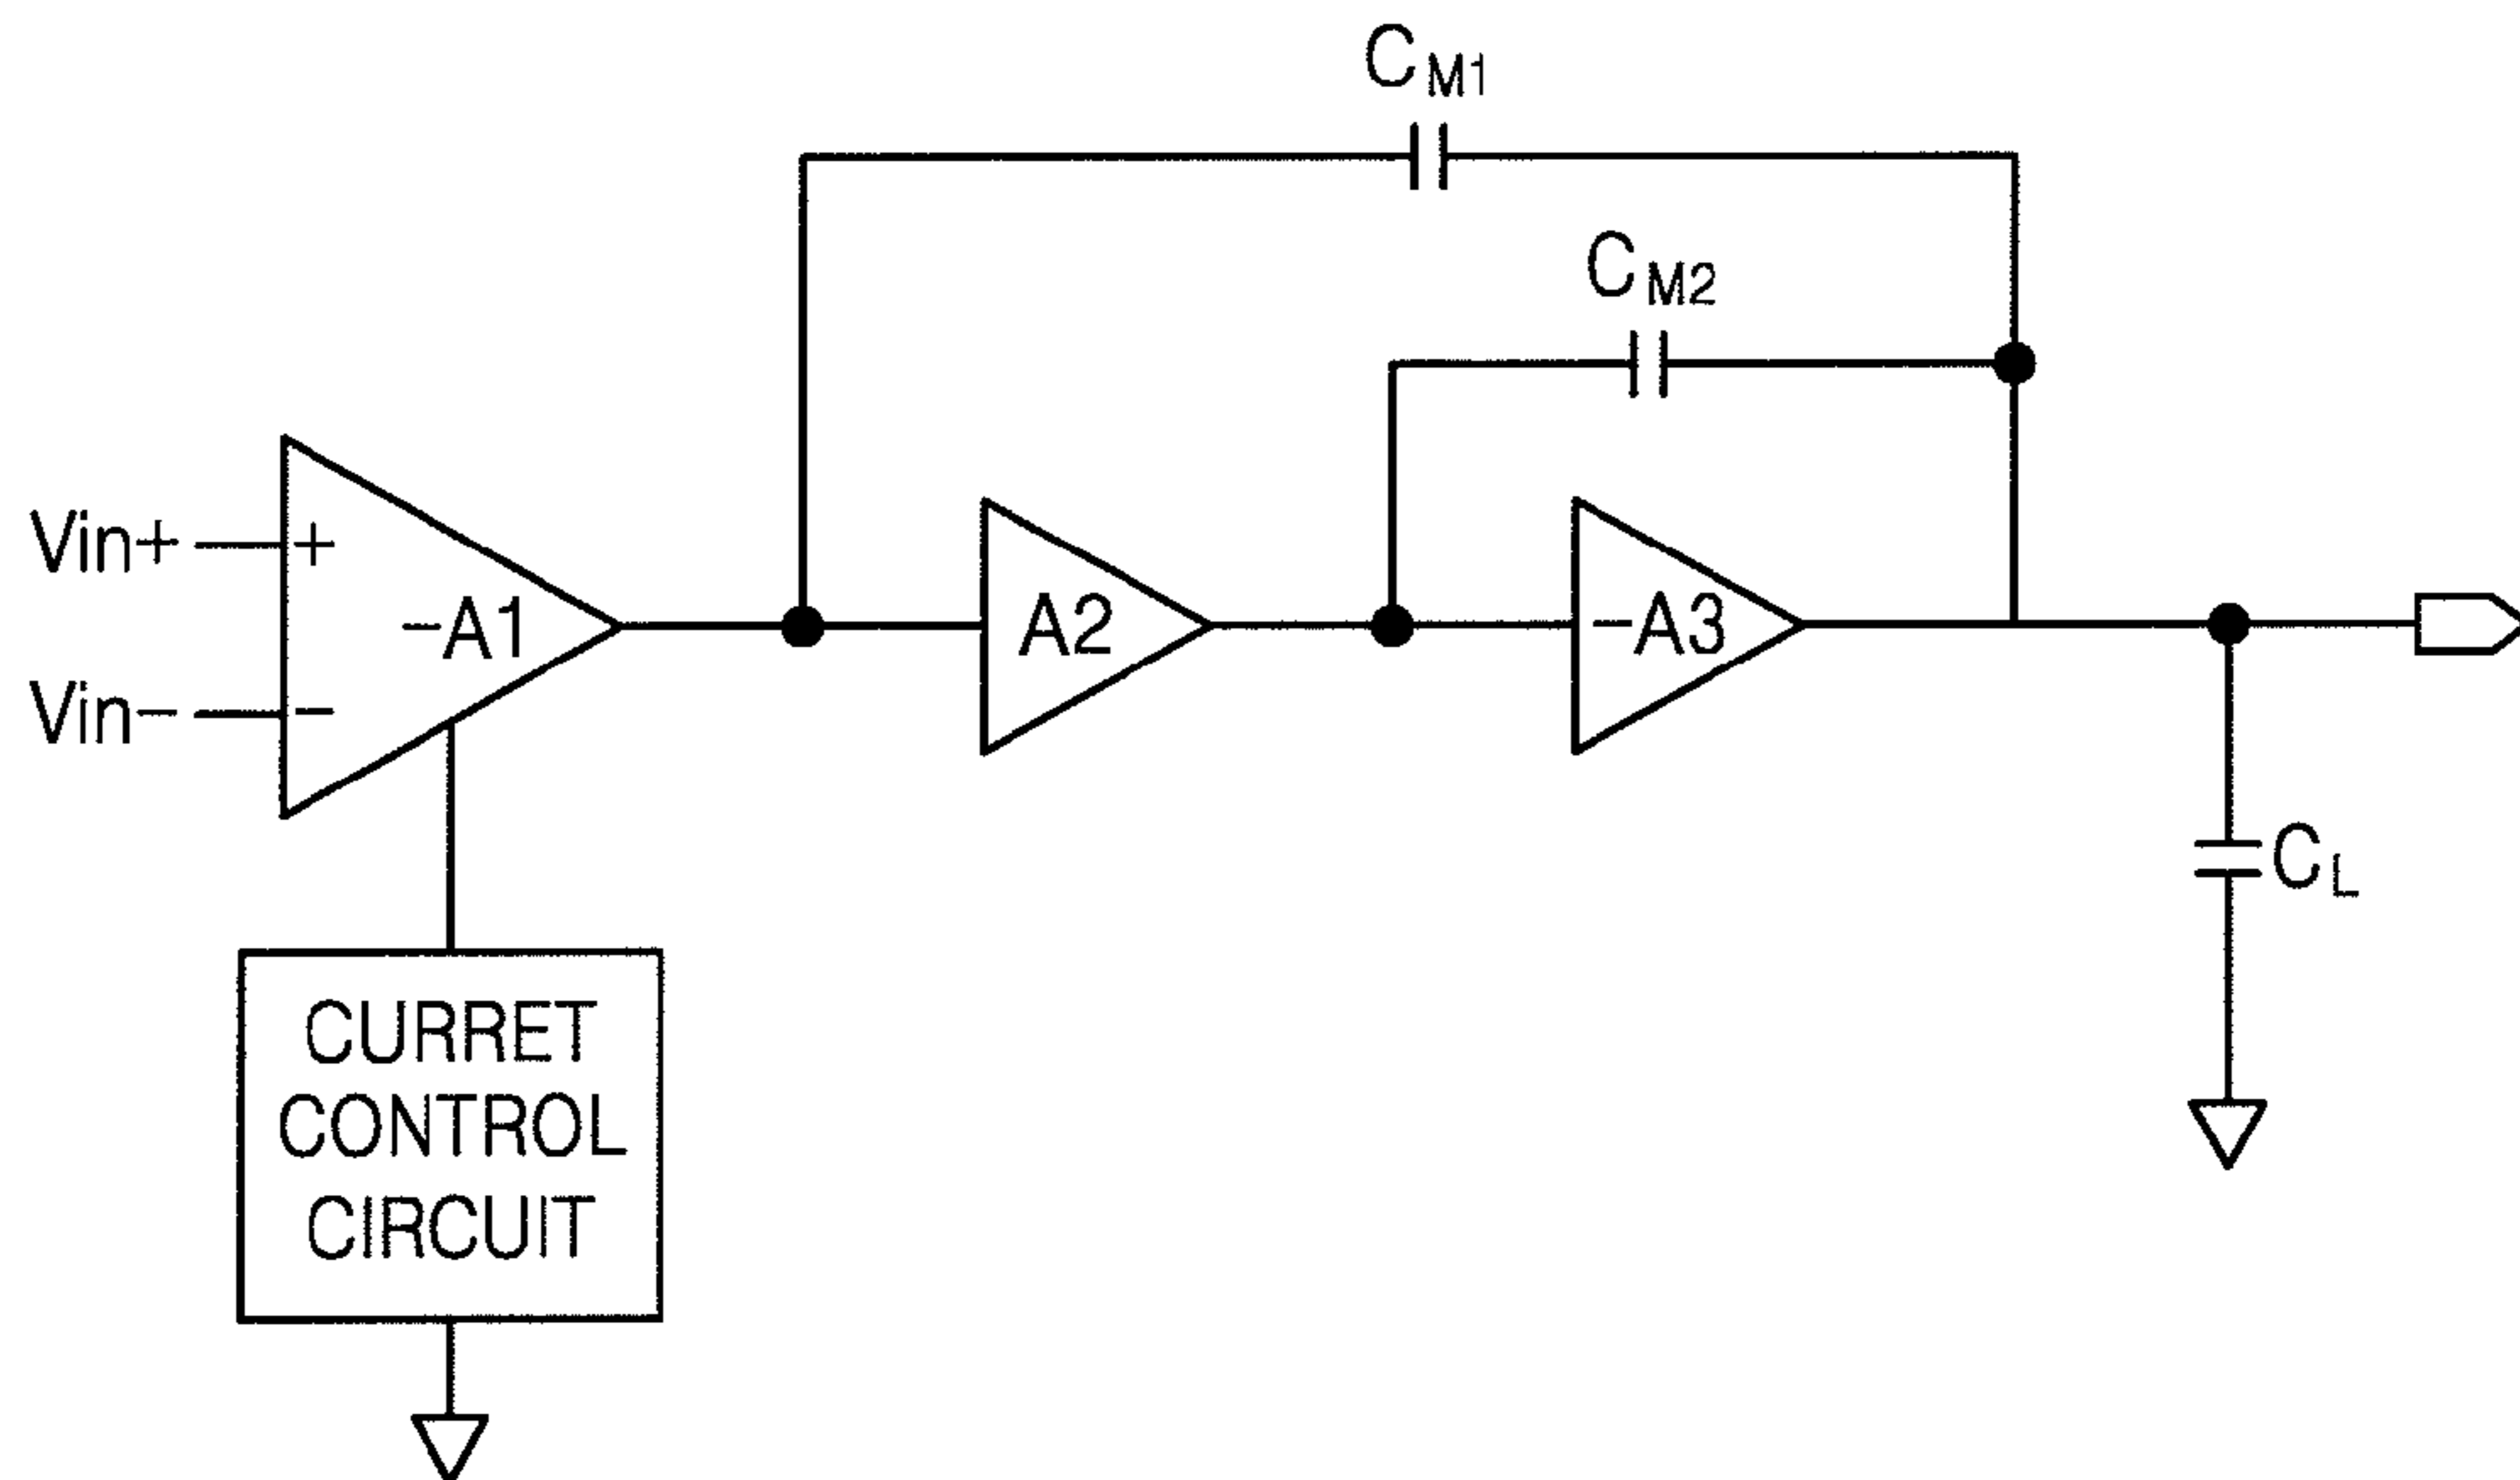 CM1
CM2
Vin+
+
-A1
A2
-A3
Vin-
-
CL
CURRET
CONTROL
CIRCUIT